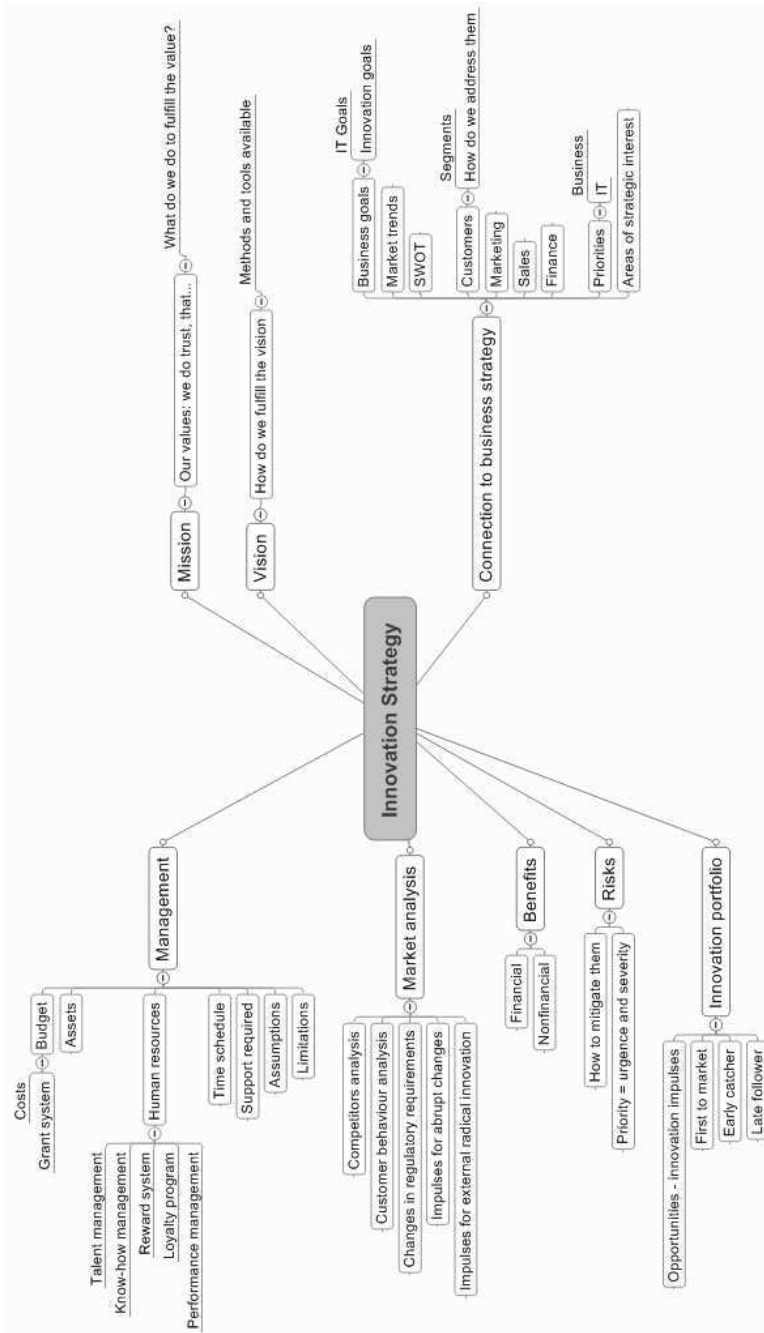 Innovation Strategy
Mission
Our values: we do trust, that...
What do we do to fulfill the value?
Vision
How do we fulfill the vision
Methods and tools available
Connection to business strategy
Business goals
IT Goals
Innovation goals
Market trends
SWOT
Customers
Segments
How do we address them
Marketing
Sales
Finance
Priorities
Business
IT
Areas of strategic interest
Management
Budget
Costs
Grant system
Assets
Human resources
Talent management
Know-how management
Reward system
Loyalty program
Performance management
Time schedule
Support required
Assumptions
Limitations
Market analysis
Competitors analysis
Customer behaviour analysis
Changes in regulatory requirements
Impulses for abrupt changes
Impulses for external radical innovation
Benefits
Financial
Nonfinancial
Risks
How to mitigate them
Priority = urgence and severity
Innovation portfolio
Opportunities - innovation impulses
First to market
Early catcher
Late follower